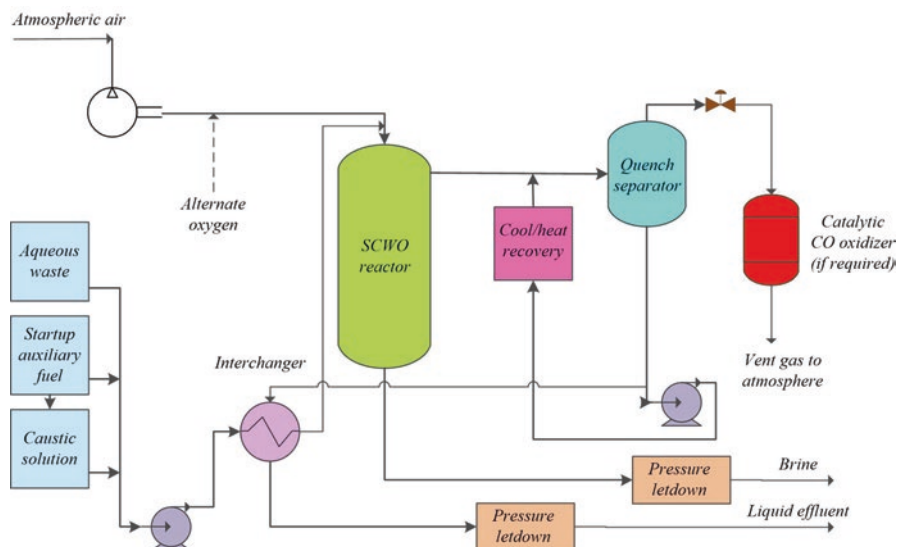 Atmospheric air
Alternate
oxygen
SCWO
reactor
Cool/heat
recovery
Quench
separator
Catalytic
CO oxidizer
(if required)
Vent gas to
atmosphere
Aqueous
waste
Startup
auxiliary
fuel
Caustic
solution
Interchanger
Pressure
letdown
Brine
Pressure
letdown
Liquid effluent